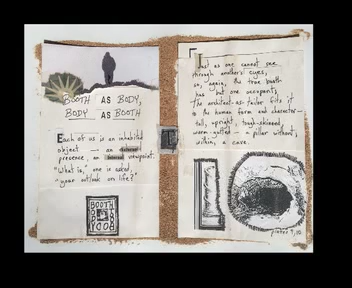 BOOTH AS BODY,
BODY AS BOOTH
Each of us is an inhabited
object — an external
presence, an internal viewpoint.
"What is, one is asked
your outlook on life?"
BOOTH
BODY
Just as one cannot see
through another's eyes,
so, again, the true booth
has but one occupant.
The architect-as-tailor fits it
to the human form and character—
tall, upright, tough-skinned,
warm-gutted — a pillar without,
within, a cave.